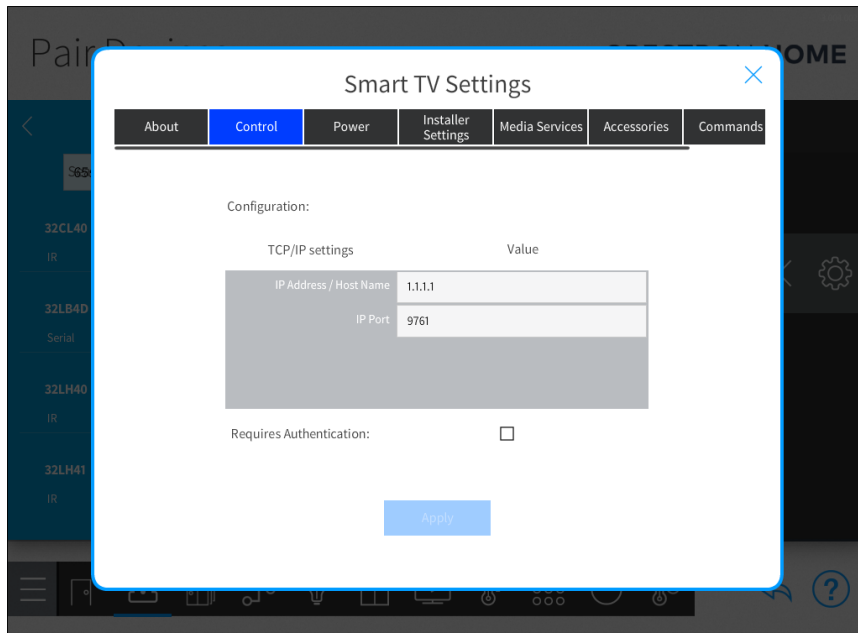 Pair
OME
Smart TV Settings
About
Control
Power
Installer
Settings
Media Services
Accessories
Commands
32CL40
IR
32LB4D
Serial
32LH40
IR
32LH41
IR
Configuration:
TCP/IP settings
Value
IP Address / Host Name
1.1.1.1
IP Port
9761
Requires Authentication:
Apply
?